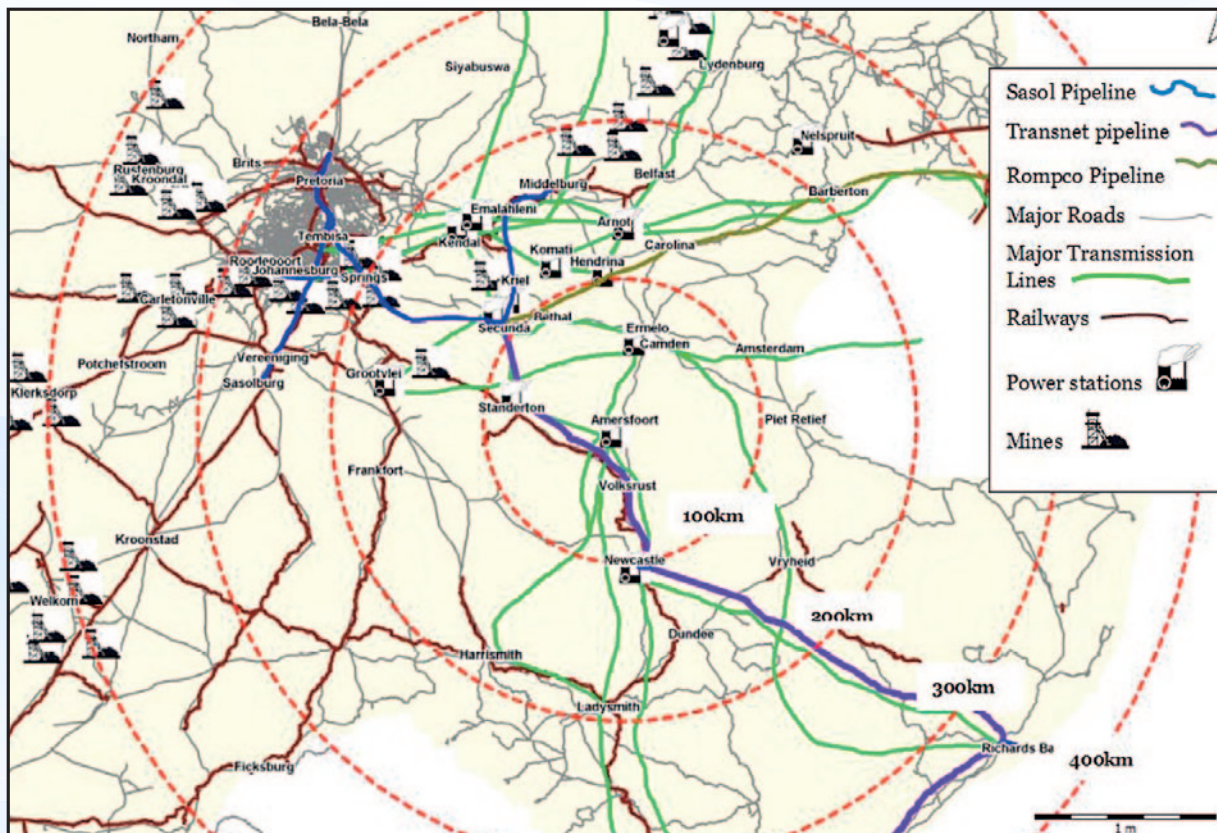 Bela-Bela
Northam
Siyabuswa
Lydenburg
Nelspruit
Brits
Rustenburg
Kroondal
Pretoria
Middelburg
Belfast
Barberton
Emalahleni
Arnot
Tembisa
Kendal
Komati
Carolina
Hendrina
Johannesburg
Springs
Kriel
Carletonville
Secunda
Bethal
Ermelo
Camden
Amsterdam
Vereeniging
Potchefstroom
Grootvlei
Sasolburg
Klerksdorp
Standerton
Amersfoort
Piet Retief
Frankfort
Volksrust
100km
Kroonstad
Newcastle
Vryheid
Welkom
200km
Dundee
Harrismith
300km
Ladysmith
Richards Ba
400km
Ficksburg
Sasol Pipeline
Transnet pipeline
Rompco Pipeline
Major Roads
Major Transmission
Lines
Railways
Power stations
Mines
1 m